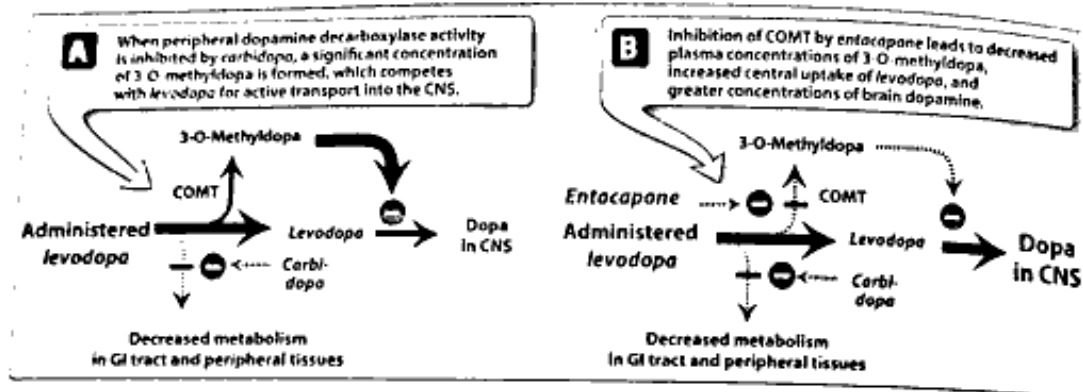 A
When peripheral dopamine decarboxylase activity
is inhibited by carbidopa, a significant concentration
of 3-O-methyldopa is formed, which competes
with levodopa for active transport into the CNS.
3-O-Methyldopa
COMT
Administered
levodopa
Levodopa
Dopa
in CNS
Carbi-
dopa
Decreased metabolism
in GI tract and peripheral tissues
B
Inhibition of COMT by entacapone leads to decreased
plasma concentrations of 3-O-methyldopa,
increased central uptake of levodopa, and
greater concentrations of brain dopamine.
3-O-Methyldopa
Entacapone
COMT
Administered
levodopa
Levodopa
Dopa
in CNS
Carbi-
dopa
Decreased metabolism
In GI tract and peripheral tissues